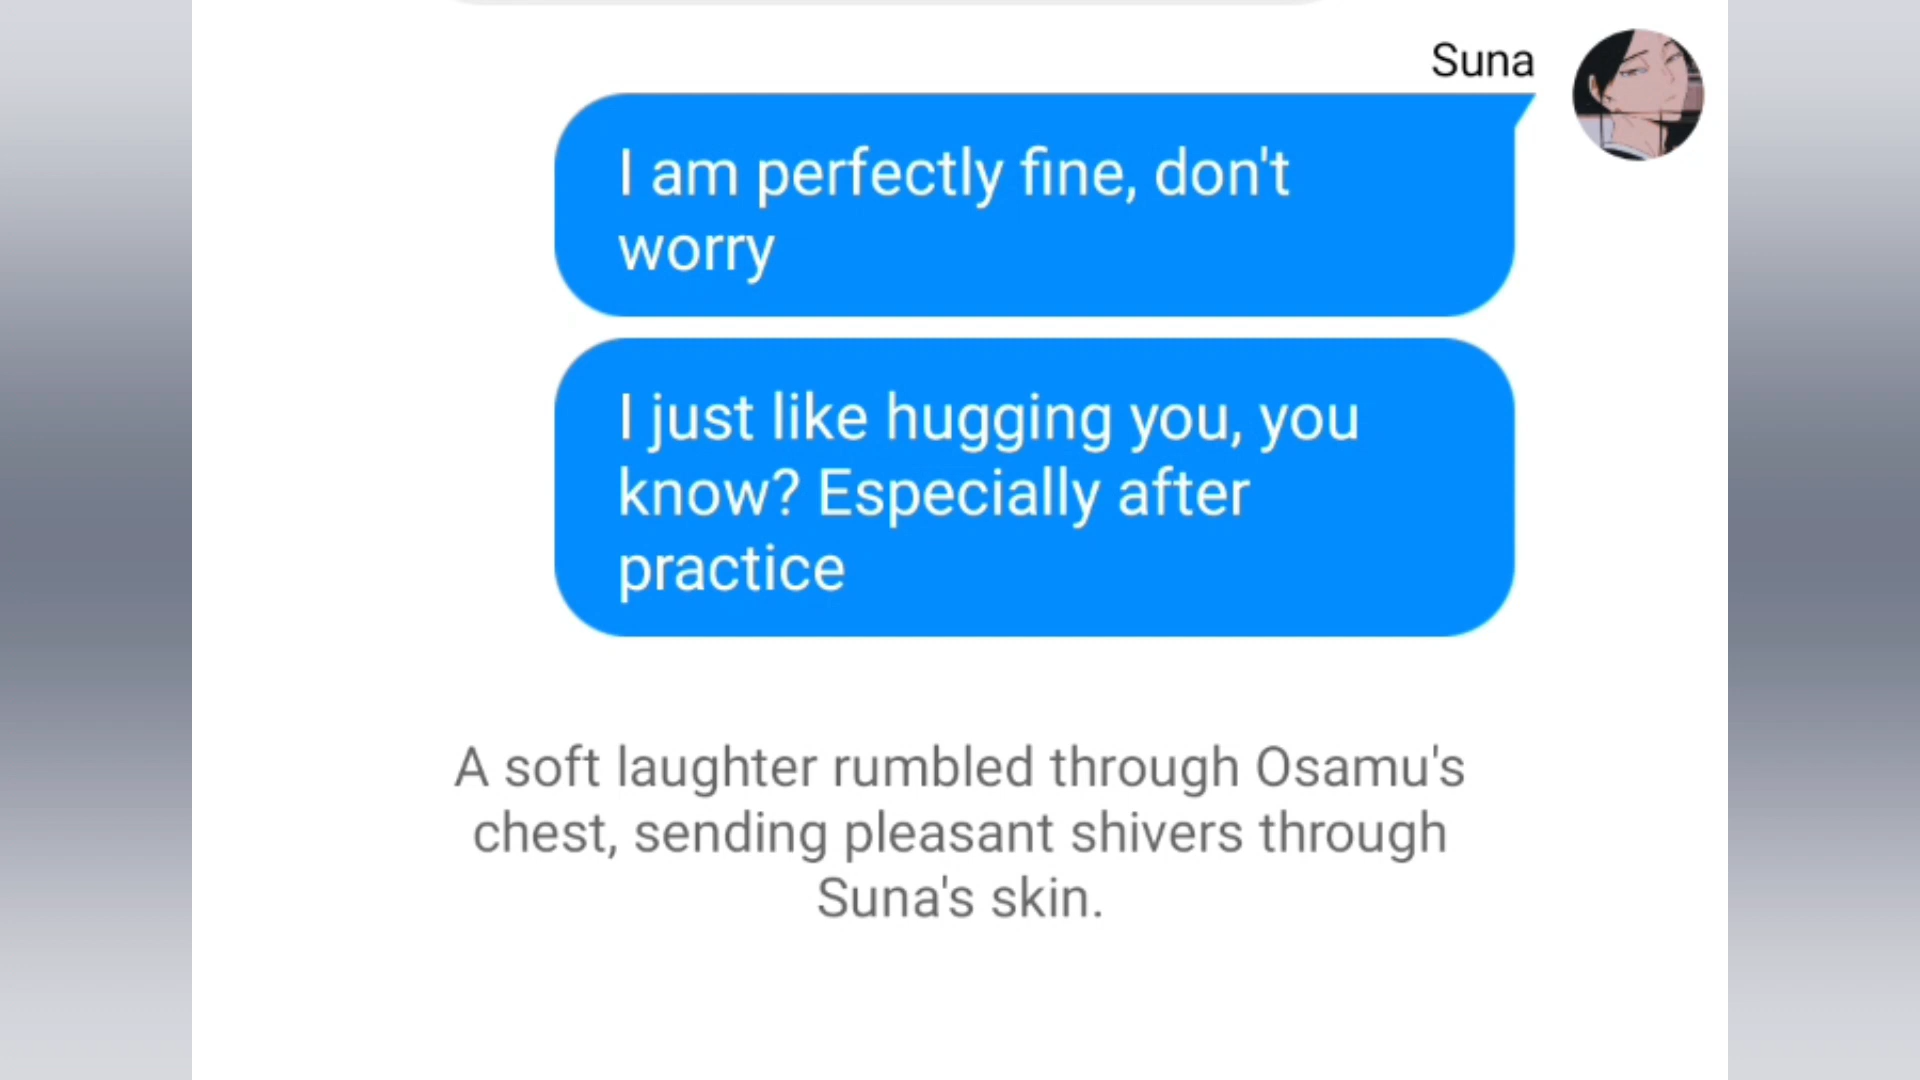 Suna
I am perfectly fine, don't
worry
I just like hugging you, you
know? Especially after
practice
A soft laughter rumbled through Osamu's
chest, sending pleasant shivers through
Suna's skin.